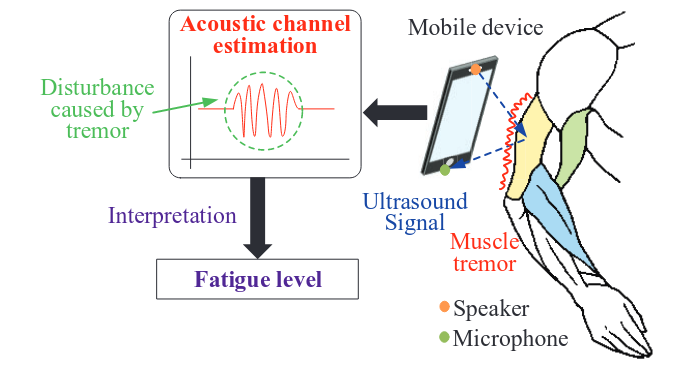 Acoustic channel
estimation
Mobile device
Disturbance
caused by
tremor
Interpretation
Ultrasound
Signal
Muscle
tremor
Fatigue level
Speaker
Microphone